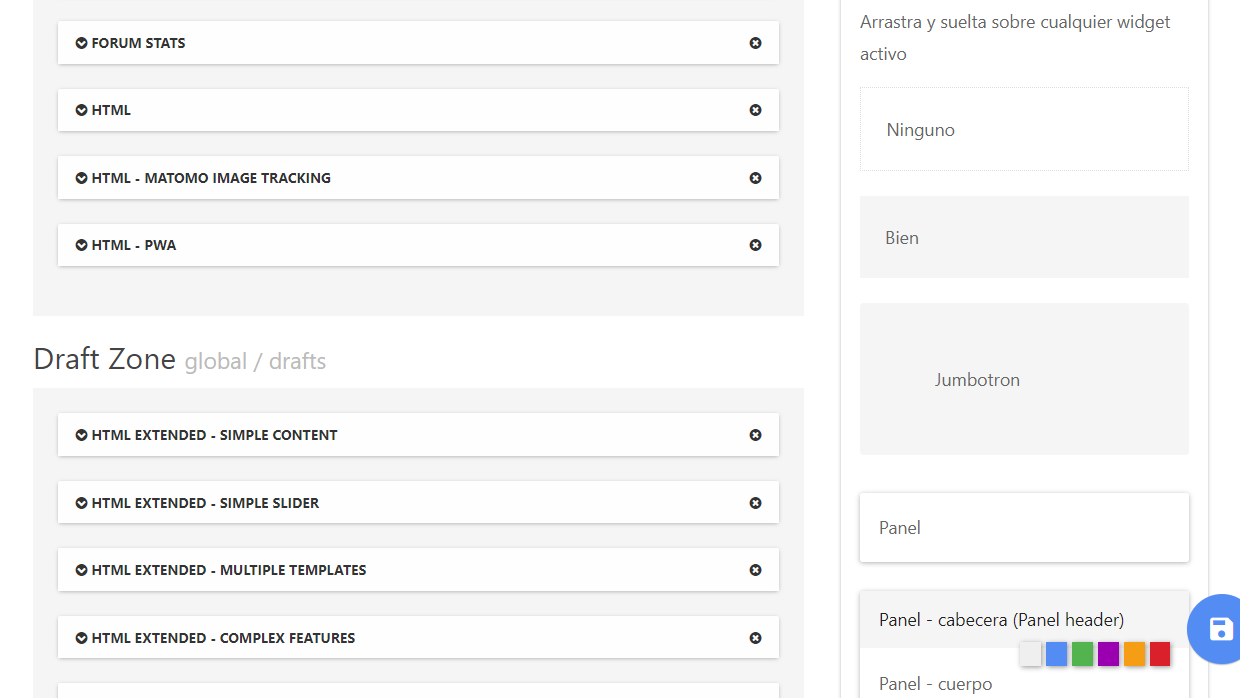 FORUM STATS
HTML
HTML - MATOMO IMAGE TRACKING
HTML - PWA
Draft Zone global / drafts
HTML EXTENDED - SIMPLE CONTENT
HTML EXTENDED - SIMPLE SLIDER
HTML EXTENDED - MULTIPLE TEMPLATES
HTML EXTENDED - COMPLEX FEATURES
Arrastra y suelta sobre cualquier widget
activo
Ninguno
Bien
Jumbotron
Panel
Panel - cabecera (Panel header)
Panel - cuerpo